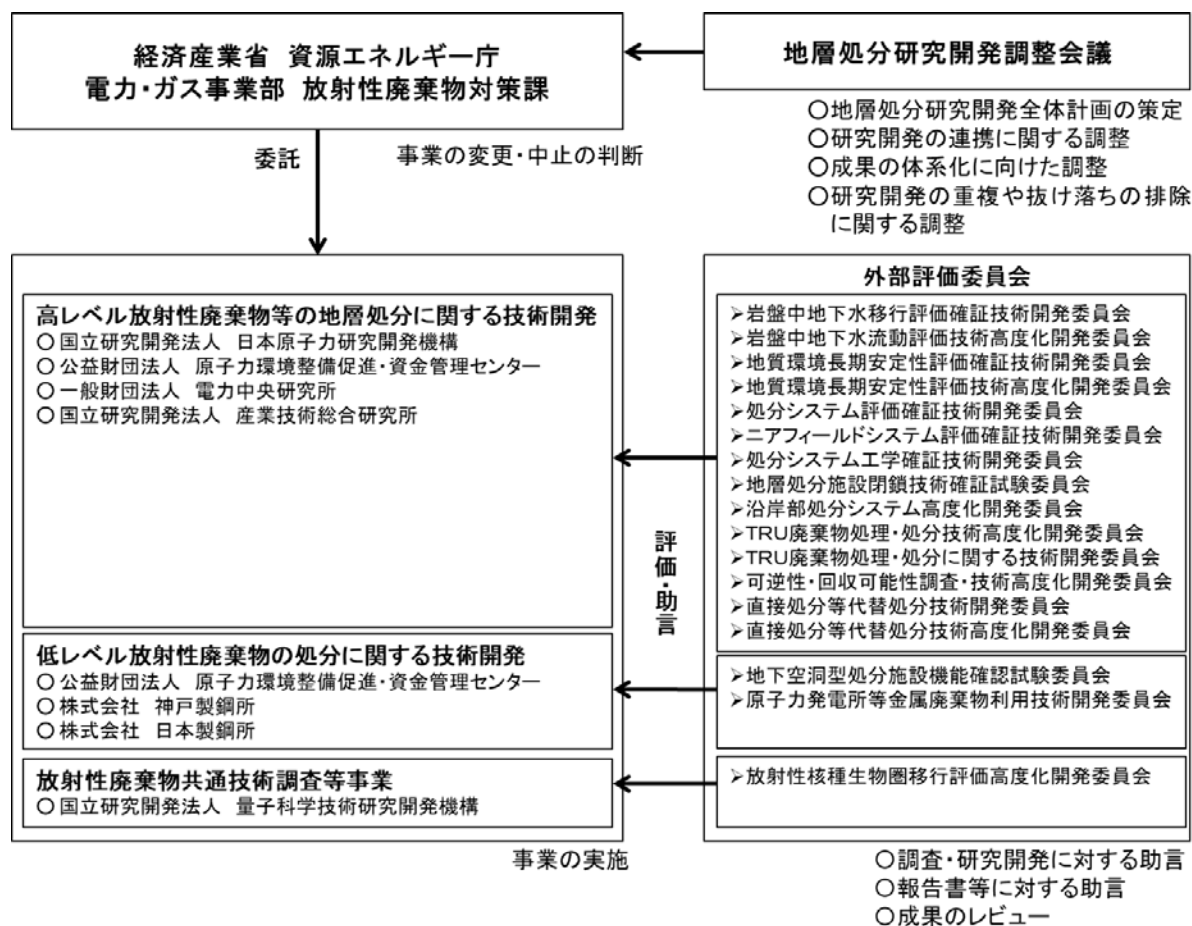 経済産業省 資源エネルギー庁
電力・ガス事業部 放射性廃棄物対策課
地層処分研究開発調整会議
○地層処分研究開発全体計画の策定
○研究開発の連携に関する調整
○成果の体系化に向けた調整
○研究開発の重複や抜け落ちの排除
に関する調整
委託
事業の変更・中止の判断
高レベル放射性廃棄物等の地層処分に関する技術開発
○国立研究開発法人 日本原子力研究開発機構
○公益財団法人 原子力環境整備促進・資金管理センター
○一般財団法人 電力中央研究所
○国立研究開発法人 産業技術総合研究所
低レベル放射性廃棄物の処分に関する技術開発
○公益財団法人 原子力環境整備促進・資金管理センター
○株式会社 神戸製鋼所
○株式会社 日本製鋼所
放射性廃棄物共通技術調査等事業
○国立研究開発法人 量子科学技術研究開発機構
事業の実施
評価・助言
外部評価委員会
➢岩盤中地下水移行評価確証技術開発委員会
➢岩盤中地下水流動評価技術高度化開発委員会
➢地質環境長期安定性評価確証技術開発委員会
➢地質環境長期安定性評価技術高度化開発委員会
➢処分システム評価確証技術開発委員会
➢ニアフィールドシステム評価確証技術開発委員会
➢処分システム工学確証技術開発委員会
➢地層処分施設閉鎖技術確証試験委員会
➢沿岸部処分システム高度化開発委員会
➢TRU廃棄物処理・処分技術高度化開発委員会
➢TRU廃棄物処理・処分に関する技術開発委員会
➢可逆性・回収可能性調査・技術高度化開発委員会
➢直接処分等代替処分技術開発委員会
➢直接処分等代替処分技術高度化開発委員会
➢地下空洞型処分施設機能確認試験委員会
➢原子力発電所等金属廃棄物利用技術開発委員会
➢放射性核種生物圏移行評価高度化開発委員会
○調査・研究開発に対する助言
○報告書等に対する助言
○成果のレビュー